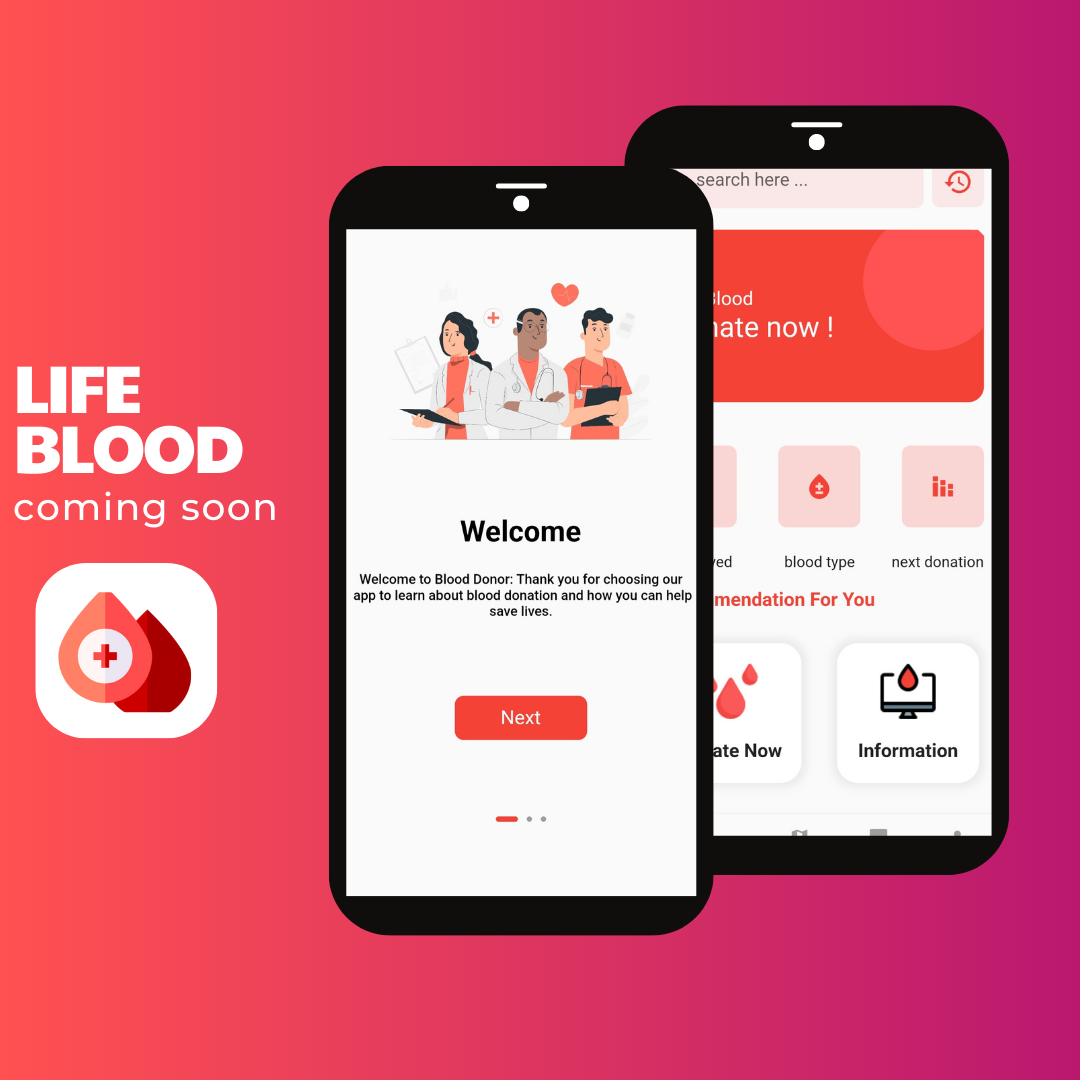 LIFE
BLOOD
coming soon
Welcome
Welcome to Blood Donor: Thank you for choosing our
app to learn about blood donation and how you can help
save lives.
Next
search here ...
Blood
nate now !
ved
blood type
next donation
mendation For You
ate Now
Information